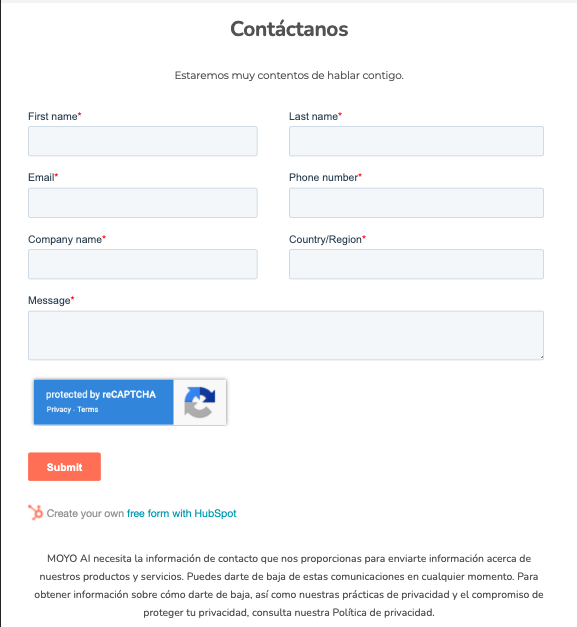 Contáctanos
Estaremos muy contentos de hablar contigo.
First name*
Last name*
Email*
Phone number*
Company name*
Country/Region*
Message*
protected by reCAPTCHA
Privacy - Terms
Submit
Create your own free form with HubSpot
MOYO AI necesita la información de contacto que nos proporcionas para enviarte información acerca de
nuestros productos y servicios. Puedes darte de baja de estas comunicaciones en cualquier momento. Para
obtener información sobre cómo darte de baja, así como nuestras prácticas de privacidad y el compromiso de
proteger tu privacidad, consulta nuestra Política de privacidad.